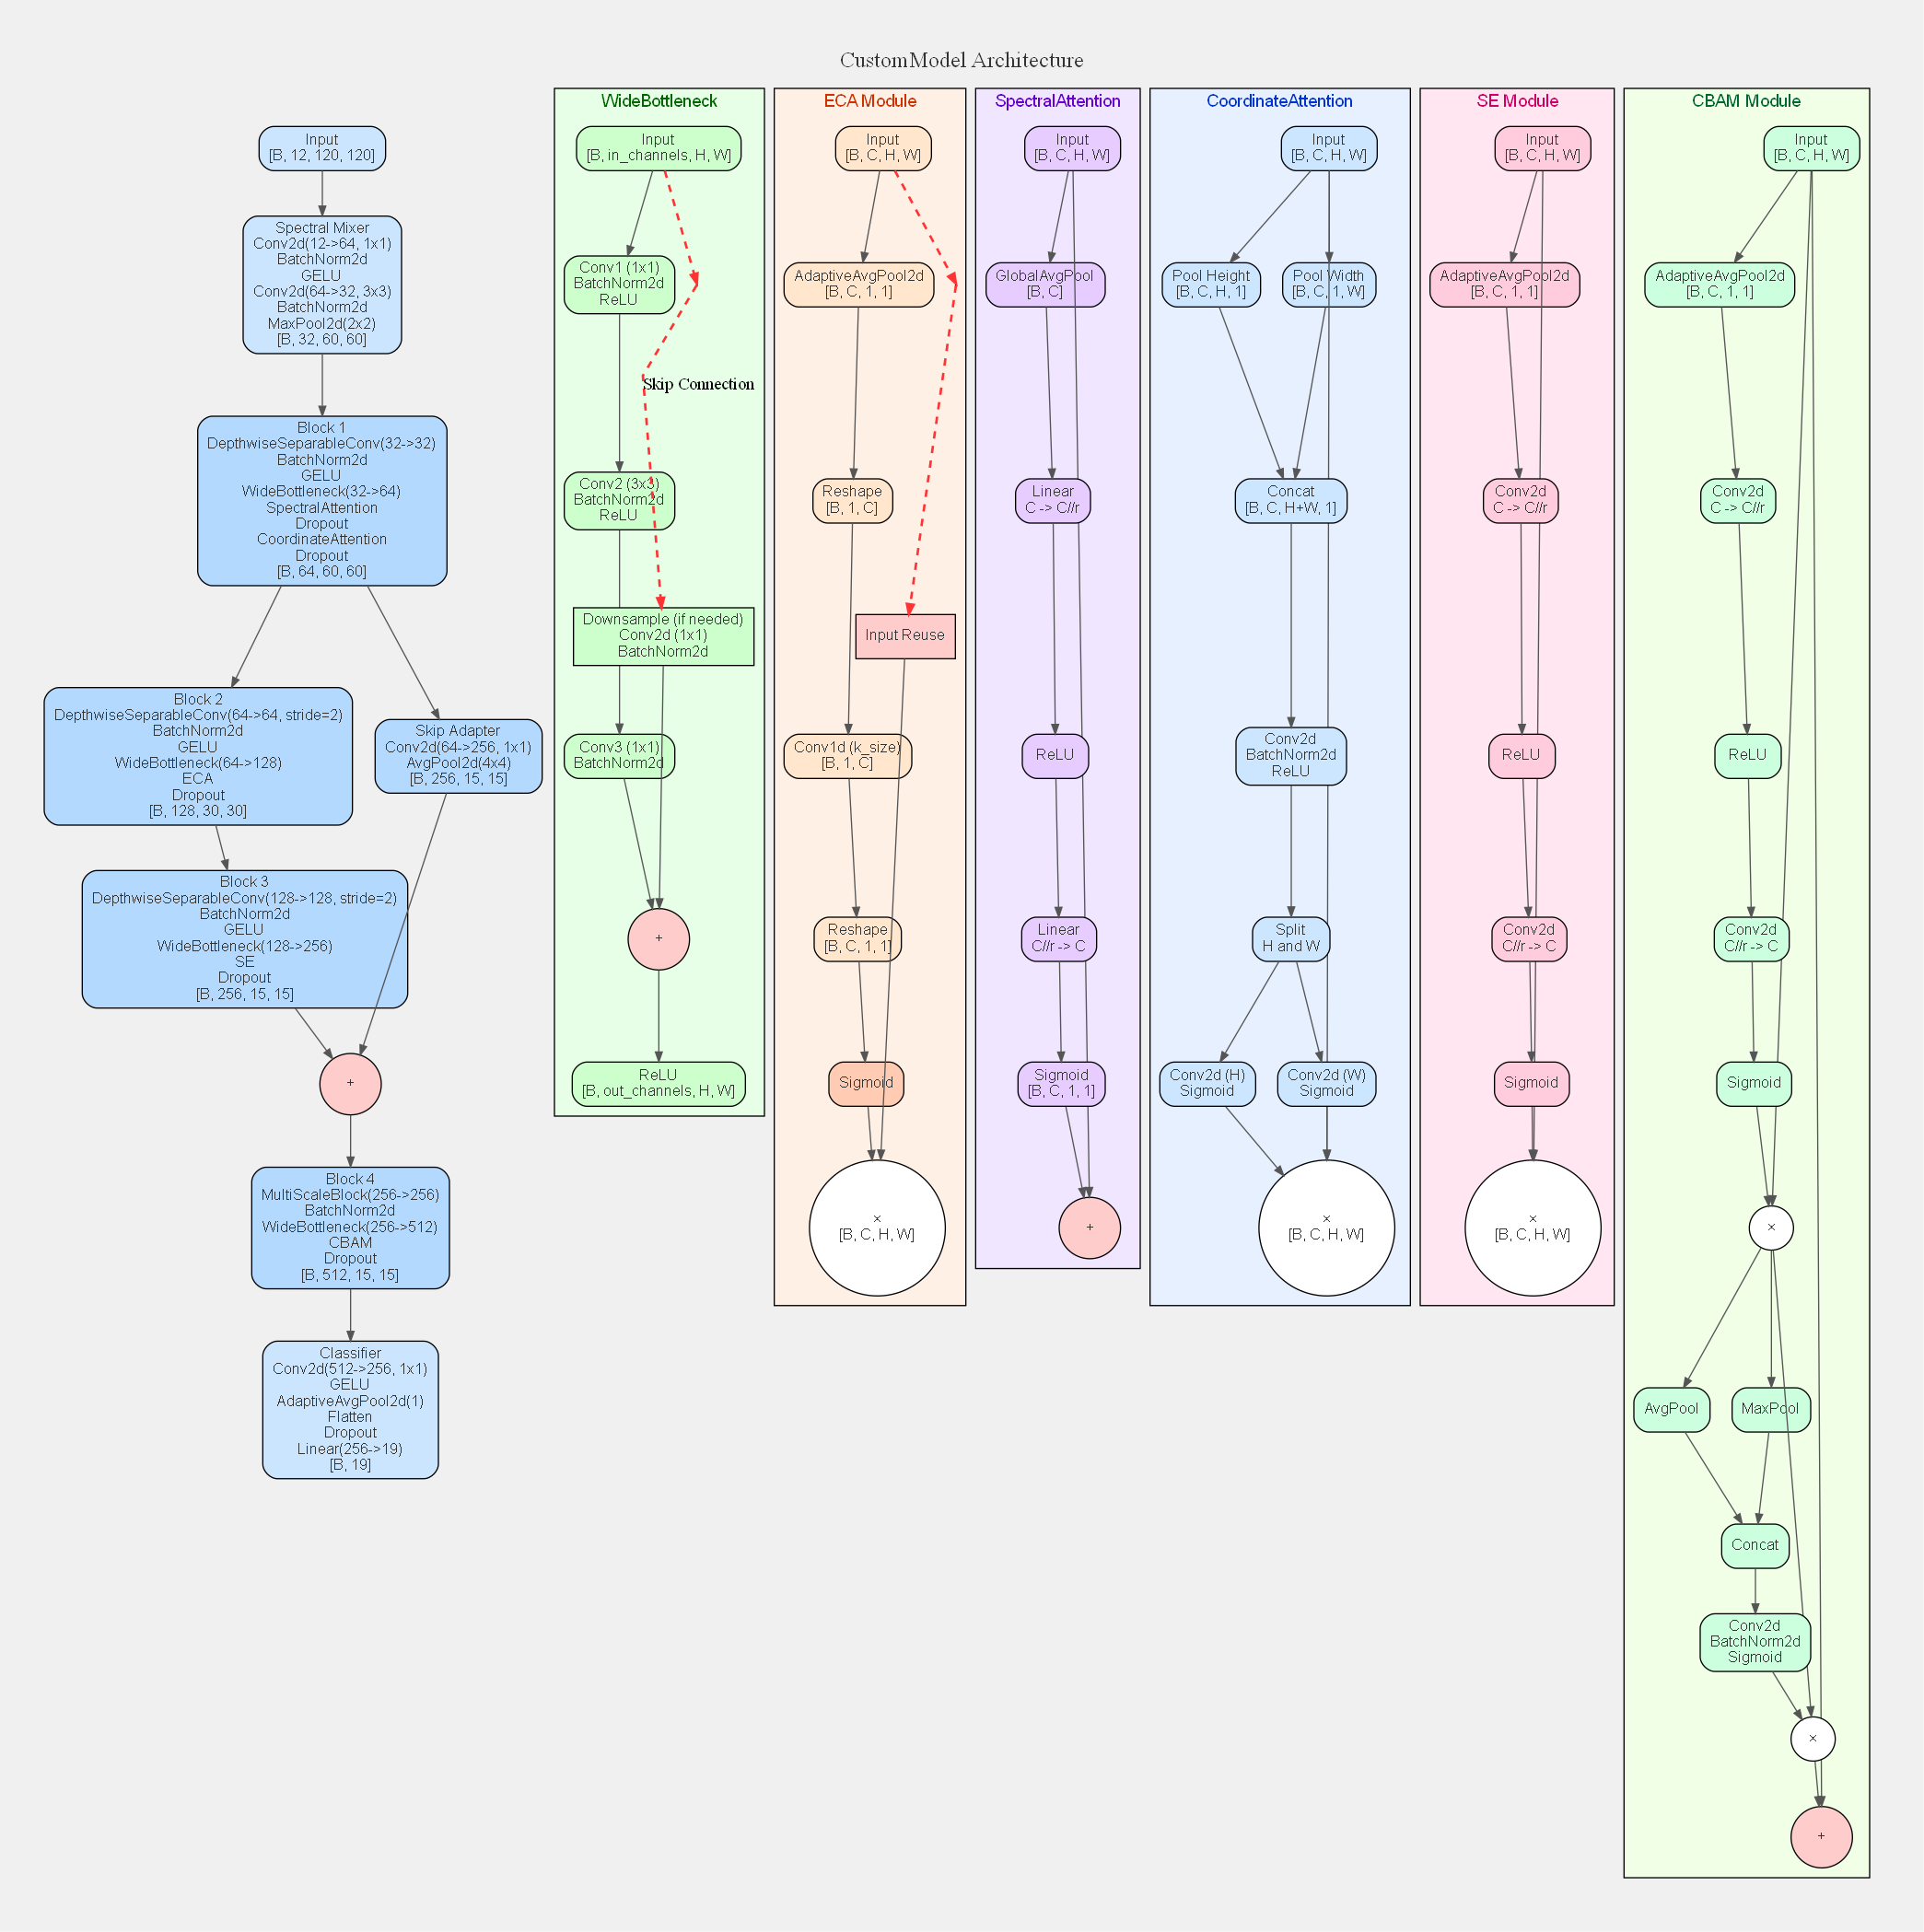 CustomModel Architecture
Input
[B, 12, 120, 120]
Spectral Mixer
Conv2d(12->64, 1x1)
BatchNorm2d
GELU
Conv2d(64->32, 3x3)
BatchNorm2d
MaxPool2d(2x2)
[B, 32, 60, 60]
Block 1
DepthwiseSeparableConv(32->32)
BatchNorm2d
GELU
WideBottleneck(32->64)
SpectralAttention
Dropout
CoordinateAttention
Dropout
[B, 64, 60, 60]
Block 2
DepthwiseSeparableConv(64->64, stride=2)
BatchNorm2d
GELU
WideBottleneck(64->128)
ECA
Dropout
[B, 128, 30, 30]
Skip Adapter
Conv2d(64->256, 1x1)
AvgPool2d(4x4)
[B, 256, 15, 15]
Block 3
DepthwiseSeparableConv(128->128, stride=2)
BatchNorm2d
GELU
WideBottleneck(128->256)
SE
Dropout
[B, 256, 15, 15]
+
Block 4
MultiScaleBlock(256->256)
BatchNorm2d
WideBottleneck(256->512)
CBAM
Dropout
[B, 512, 15, 15]
Classifier
Conv2d(512->256, 1x1)
GELU
AdaptiveAvgPool2d(1)
Flatten
Dropout
Linear(256->19)
[B, 19]
WideBottleneck
Input
[B, in_channels, H, W]
Conv1 (1x1)
BatchNorm2d
ReLU
Skip Connection
Conv2 (3x3)
BatchNorm2d
ReLU
Downsample (if needed)
Conv2d (1x1)
BatchNorm2d
Conv3 (1x1)
BatchNorm2d
+
ReLU
[B, out_channels, H, W]
ECA Module
Input
[B, C, H, W]
AdaptiveAvgPool2d
[B, C, 1, 1]
Reshape
[B, 1, C]
Input Reuse
Conv1d (k_size)
[B, 1, C]
Reshape
[B, C, 1, 1]
Sigmoid
×
[B, C, H, W]
SpectralAttention
Input
[B, C, H, W]
GlobalAvgPool
[B, C]
Linear
C -> C//r
ReLU
Linear
C//r -> C
Sigmoid
[B, C, 1, 1]
+
CoordinateAttention
Input
[B, C, H, W]
Pool Height
[B, C, H, 1]
Pool Width
[B, C, 1, W]
Concat
[B, C, H+W, 1]
Conv2d
BatchNorm2d
ReLU
Split
H and W
Conv2d (H)
Sigmoid
Conv2d (W)
Sigmoid
×
[B, C, H, W]
SE Module
Input
[B, C, H, W]
AdaptiveAvgPool2d
[B, C, 1, 1]
Conv2d
C -> C//r
ReLU
Conv2d
C//r -> C
Sigmoid
×
[B, C, H, W]
CBAM Module
Input
[B, C, H, W]
AdaptiveAvgPool2d
[B, C, 1, 1]
Conv2d
C -> C//r
ReLU
Conv2d
C//r -> C
Sigmoid
×
AvgPool
MaxPool
Concat
Conv2d
BatchNorm2d
Sigmoid
×
+